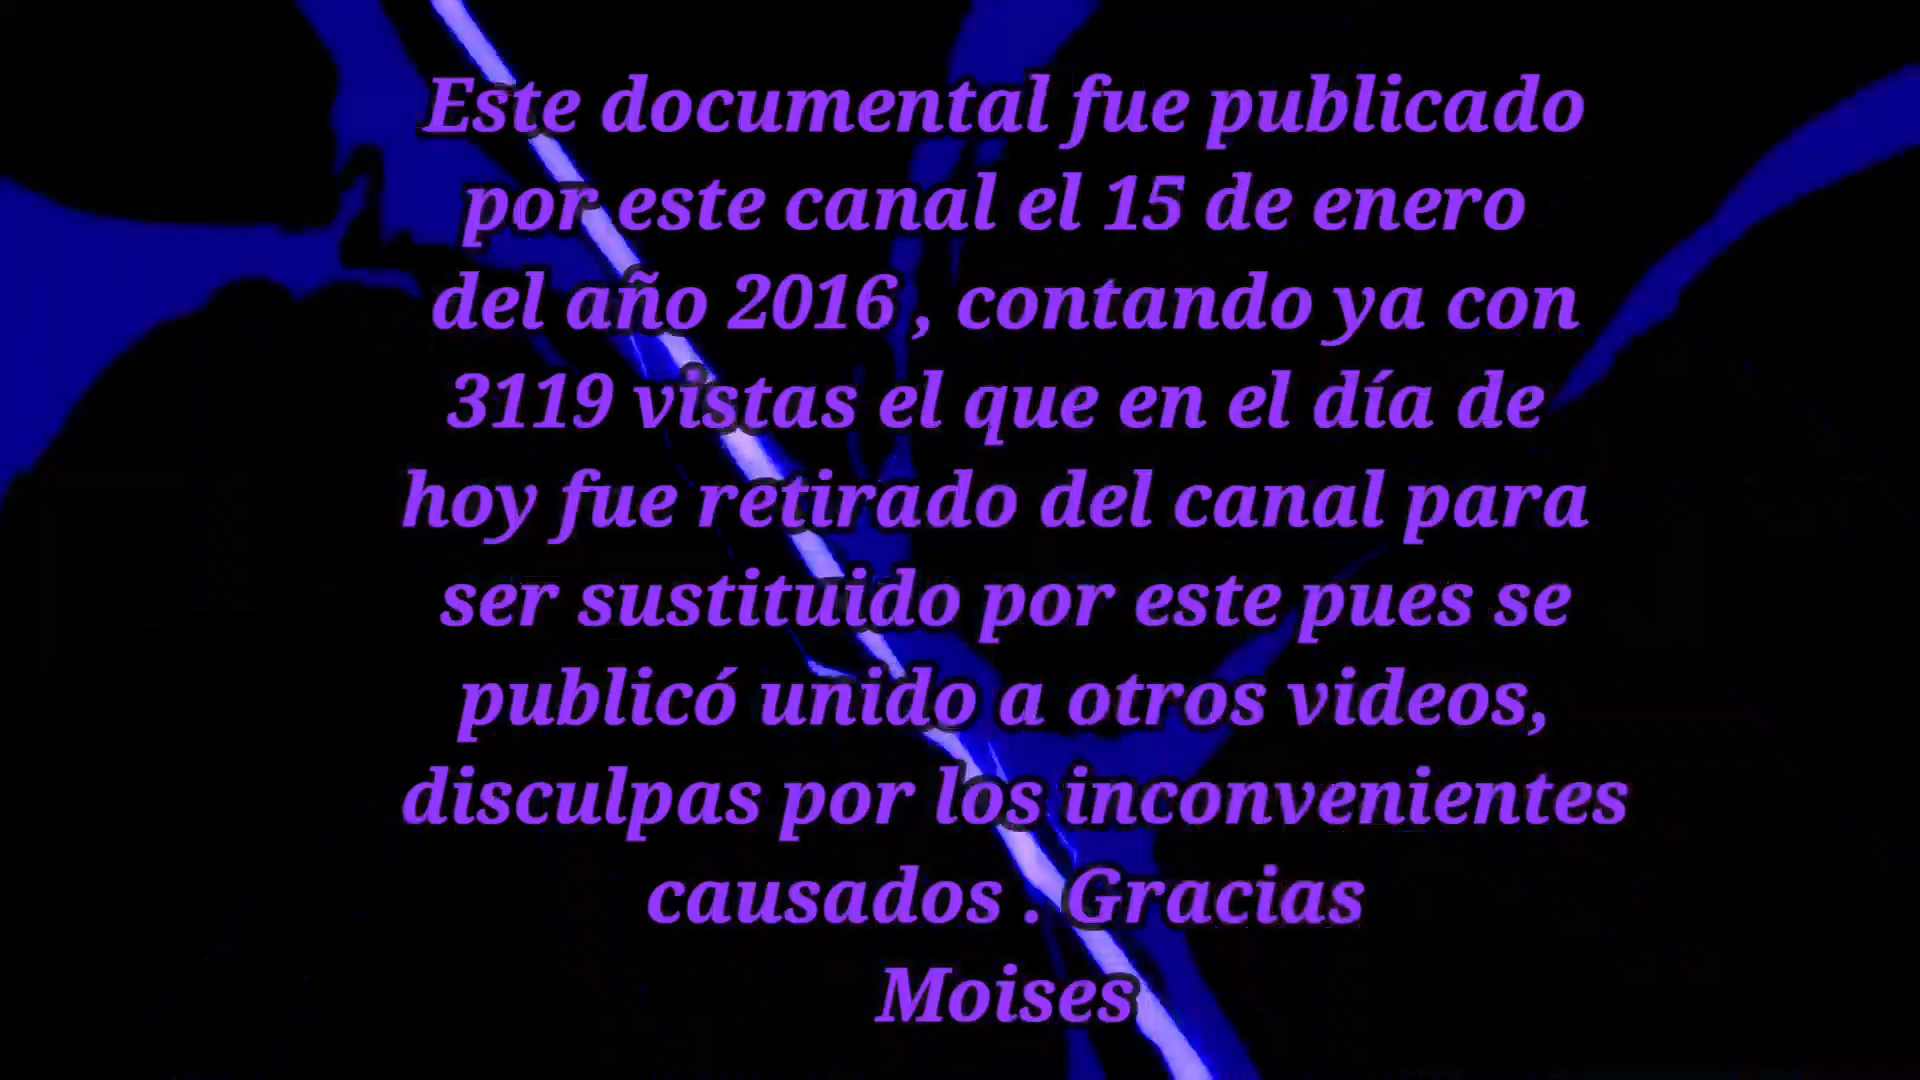 Este documental fue publicado
por este canal el 15 de enero
del año 2016 , contando ya con
3119 vistas el que en el día de
hoy fue retirado del canal para
ser sustituido por este pues se
publicó unido a otros videos,
disculpas por los inconvenientes
causados . Gracias
Moises